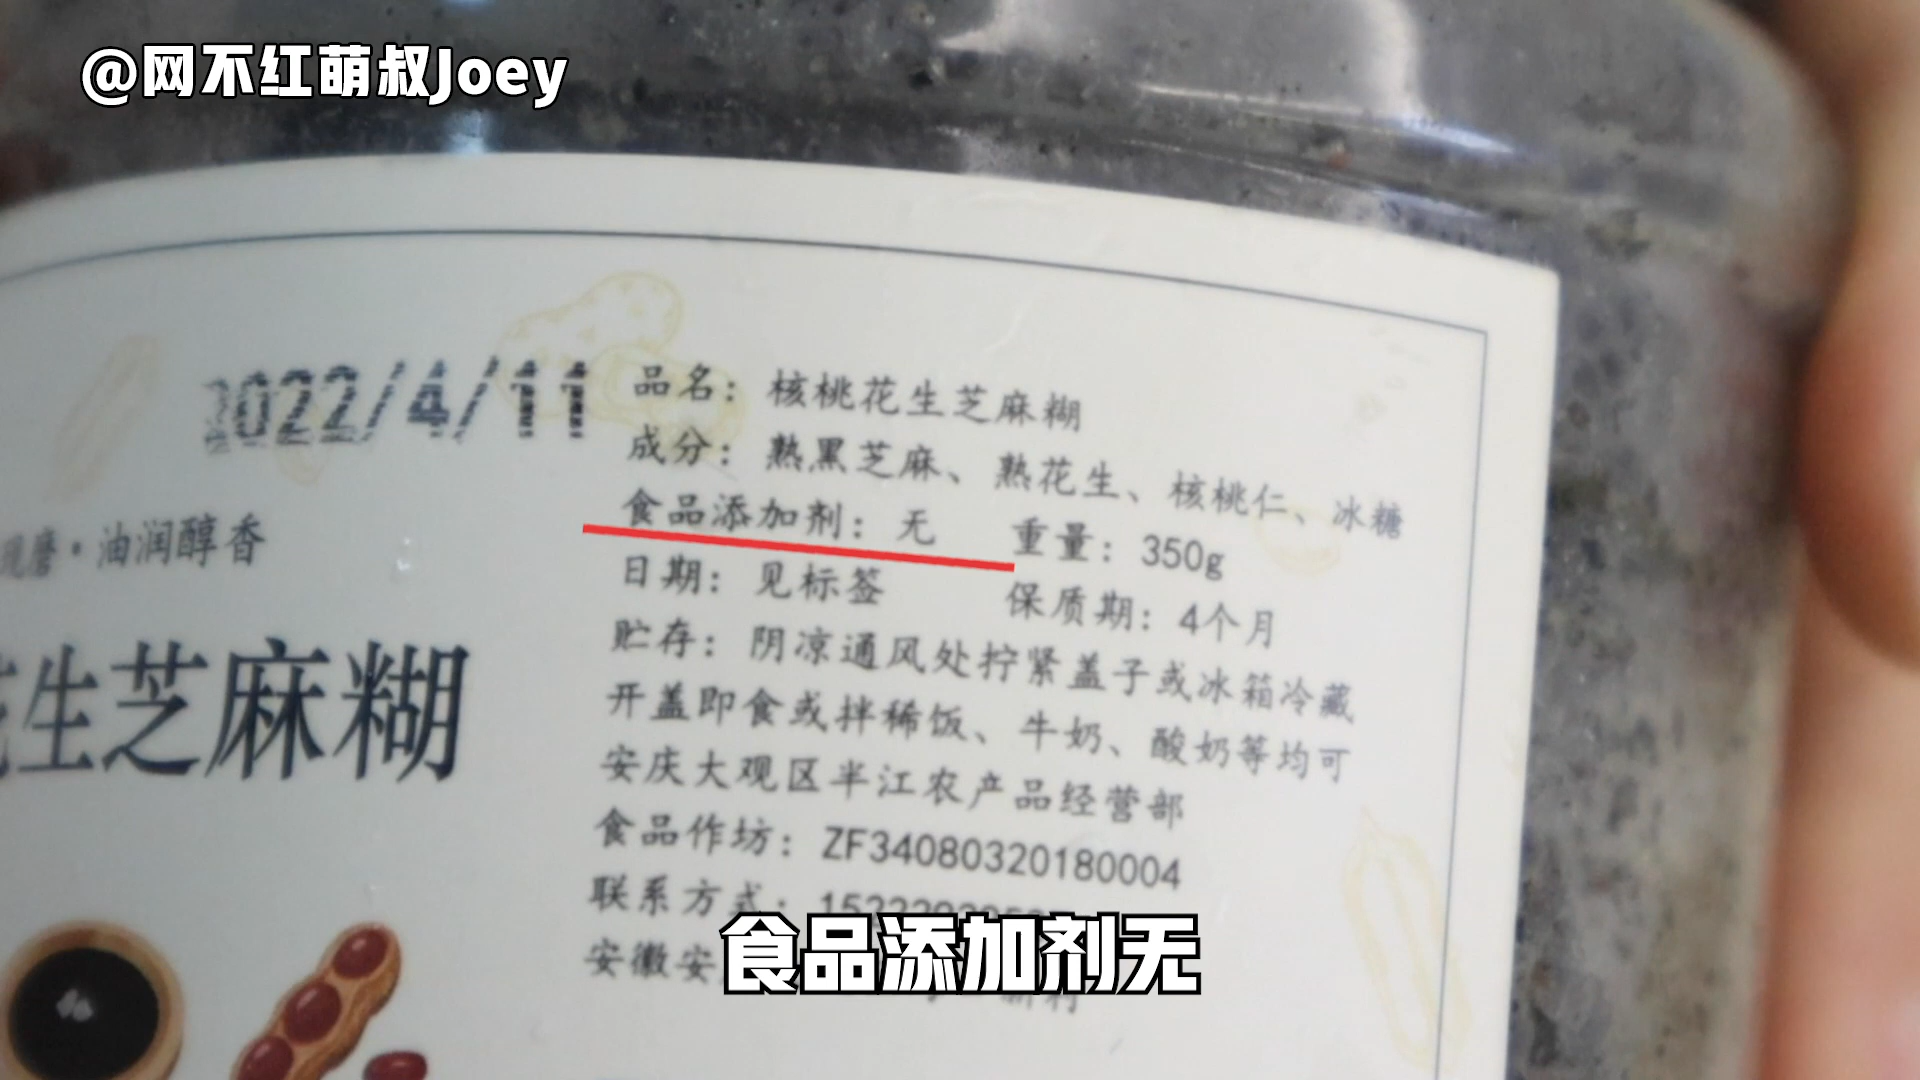 @网不红萌叔Joey
2022/4/11
品名：核桃花生芝麻糊
成分：熟黑芝麻、熟花生、核桃仁、冰糖
食品添加剂：无 重量：350g
日期：见标签 保质期：4个月
贮存：阴凉通风处拧紧盖子或冰箱冷藏
开盖即食或拌稀饭、牛奶、酸奶等均可
安庆大观区半江农产品经营部
食品作坊：ZF34080320180004
联系方式：
安徽安
现磨·油润醇香
花生芝麻糊
食品添加剂无